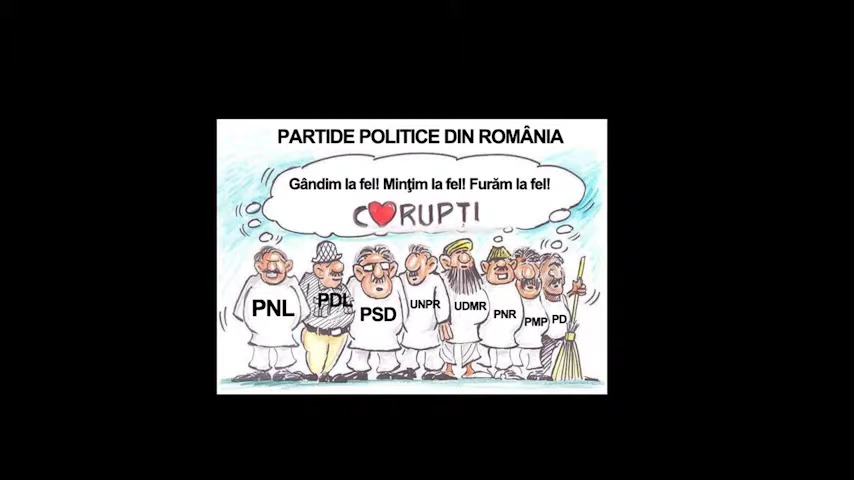 PARTIDE POLITICE DIN ROMÂNIA
Gândim la fel! Minţim la fel! Furăm la fel!
C❤RUPȚI
PNL
PDL
PSD
UNPR
UDMR
PNR
PMP
PD